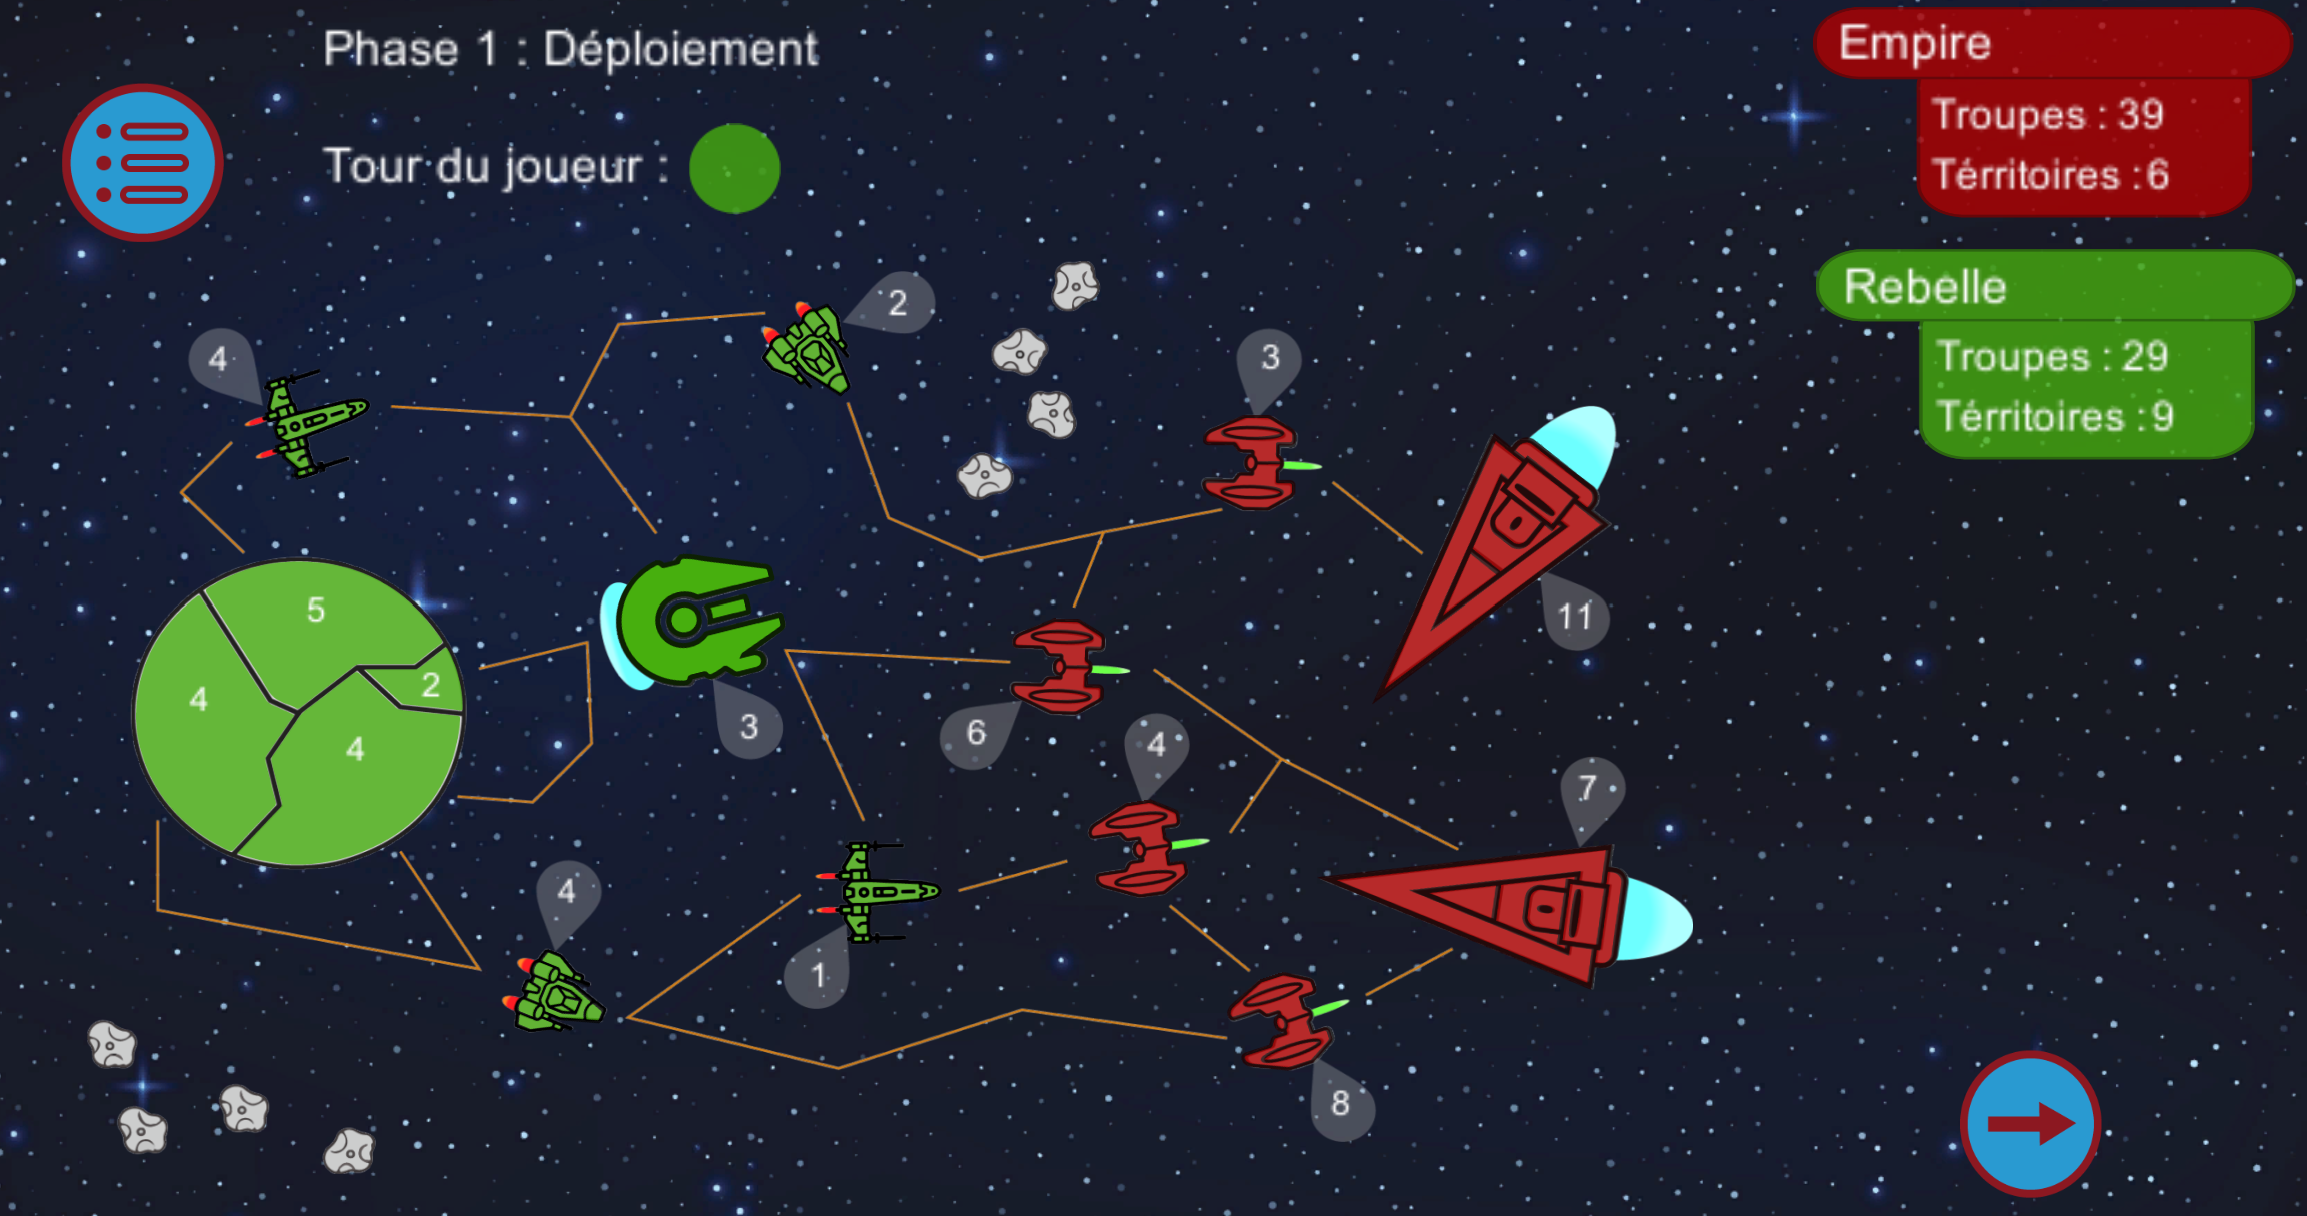 Phase 1 : Déploiement
Tour du joueur :
Empire
Troupes : 39
Térritoires : 6
Rebelle
Troupes : 29
Térritoires : 9
2
4
3
5
11
2
4
3
6
4
4
7
4
1
8